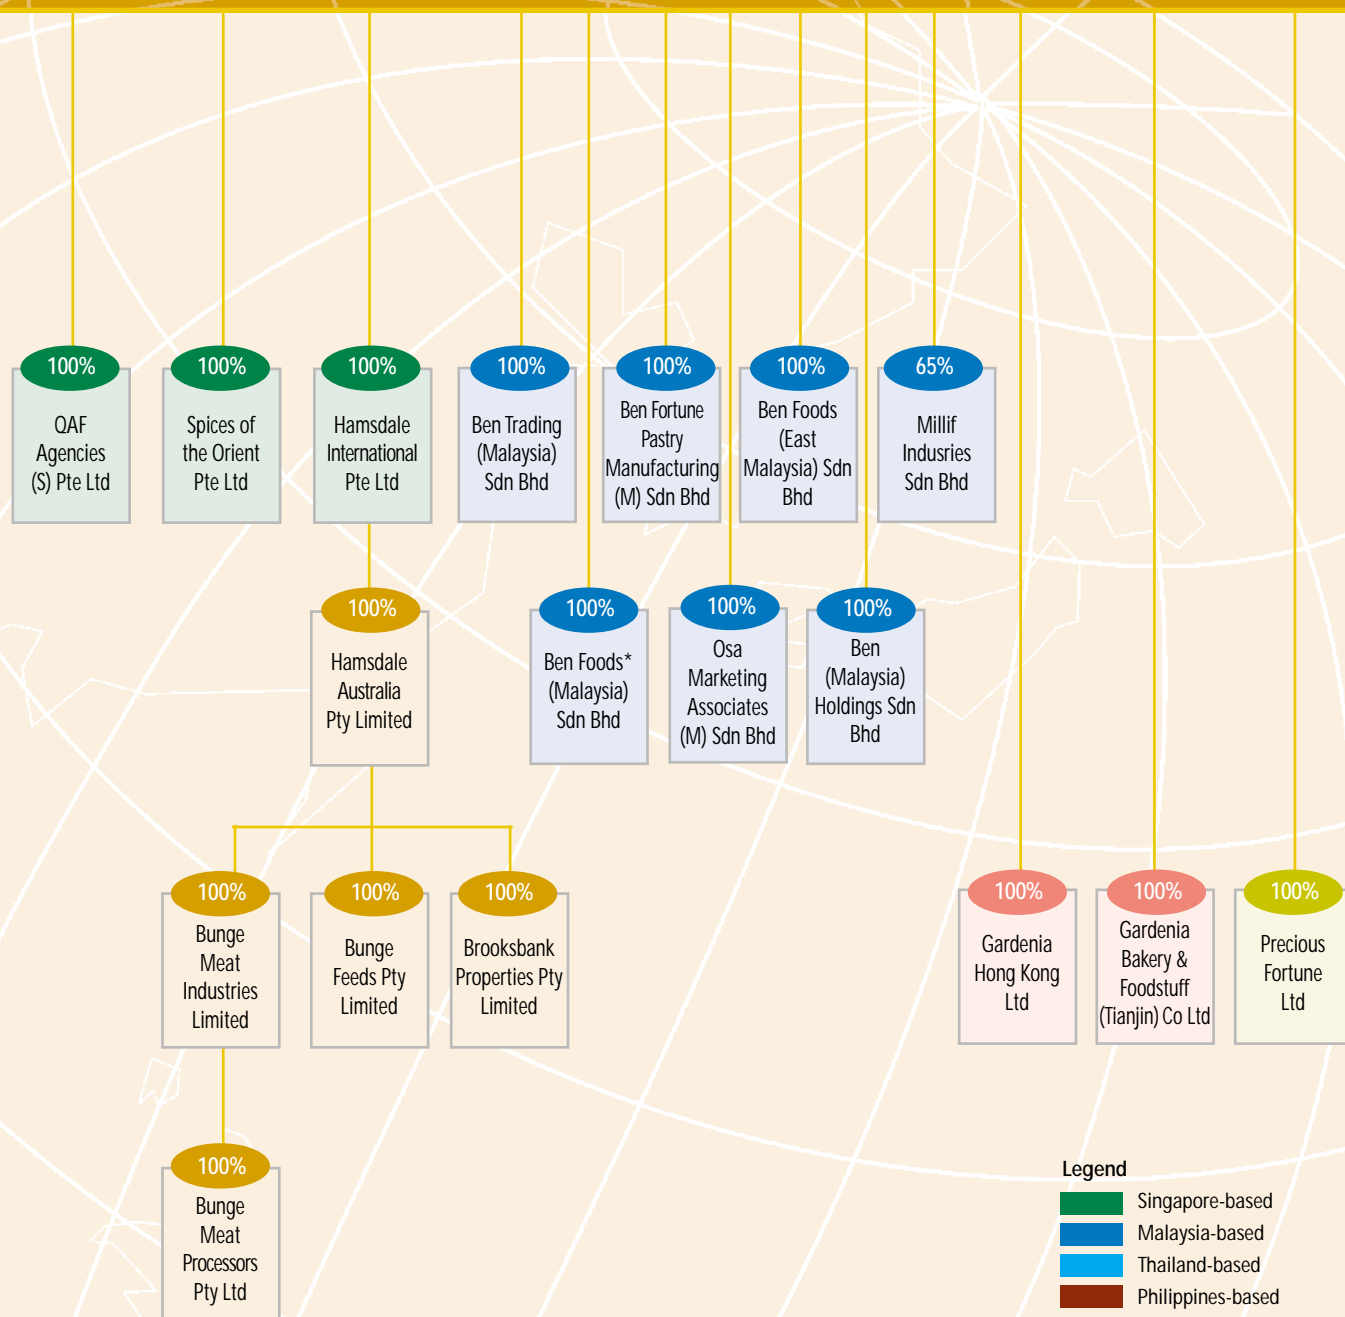 100%
QAF
Agencies
(S) Pte Ltd
100%
Spices of
the Orient
Pte Ltd
100%
Hamsdale
International
Pte Ltd
100%
Ben Trading
(Malaysia)
Sdn Bhd
100%
Ben Fortune
Pastry
Manufacturing
(M) Sdn Bhd
100%
Ben Foods
(East
Malaysia) Sdn
Bhd
65%
Millif
Indusries
Sdn Bhd
100%
Hamsdale
Australia
Pty Limited
100%
Ben Foods*
(Malaysia)
Sdn Bhd
100%
Osa
Marketing
Associates
(M) Sdn Bhd
100%
Ben
(Malaysia)
Holdings Sdn
Bhd
100%
Bunge
Meat
Industries
Limited
100%
Bunge
Feeds Pty
Limited
100%
Brooksbank
Properties Pty
Limited
100%
Gardenia
Hong Kong
Ltd
100%
Gardenia
Bakery &
Foodstuff
(Tianjin) Co Ltd
100%
Precious
Fortune
Ltd
100%
Bunge
Meat
Processors
Pty Ltd
Legend
Singapore-based
Malaysia-based
Thailand-based
Philippines-based